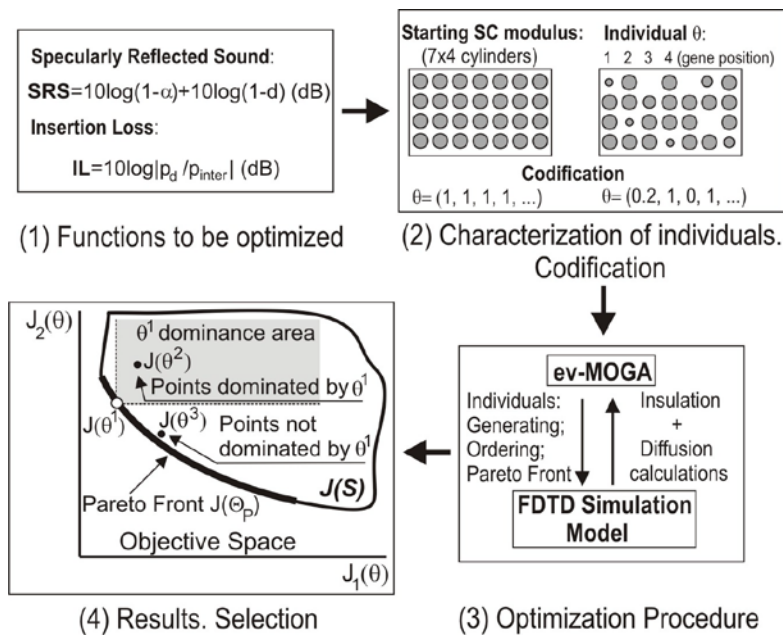 Specularly Reflected Sound:
SRS=10log(1-α)+10log(1-d) (dB)
Insertion Loss:
IL=10log|pd /pinter| (dB)
(1) Functions to be optimized
Starting SC modulus:
(7x4 cylinders)
Individual θ:
1 2 3 4 (gene position)
Codification
θ= (1, 1, 1, 1, ...)
θ= (0.2, 1, 0, 1, ...)
(2) Characterization of individuals.
Codification
ev-MOGA
Individuals:
Generating;
Ordering;
Pareto Front
Insulation
+
Diffusion
calculations
FDTD Simulation
Model
(3) Optimization Procedure
J2(θ)
θ1 dominance area
J(θ2)
Points dominated by θ1
J(θ1)
J(θ3)
Points not
dominated by θ1
J(S)
Pareto Front J(ΘP)
Objective Space
J1(θ)
(4) Results. Selection